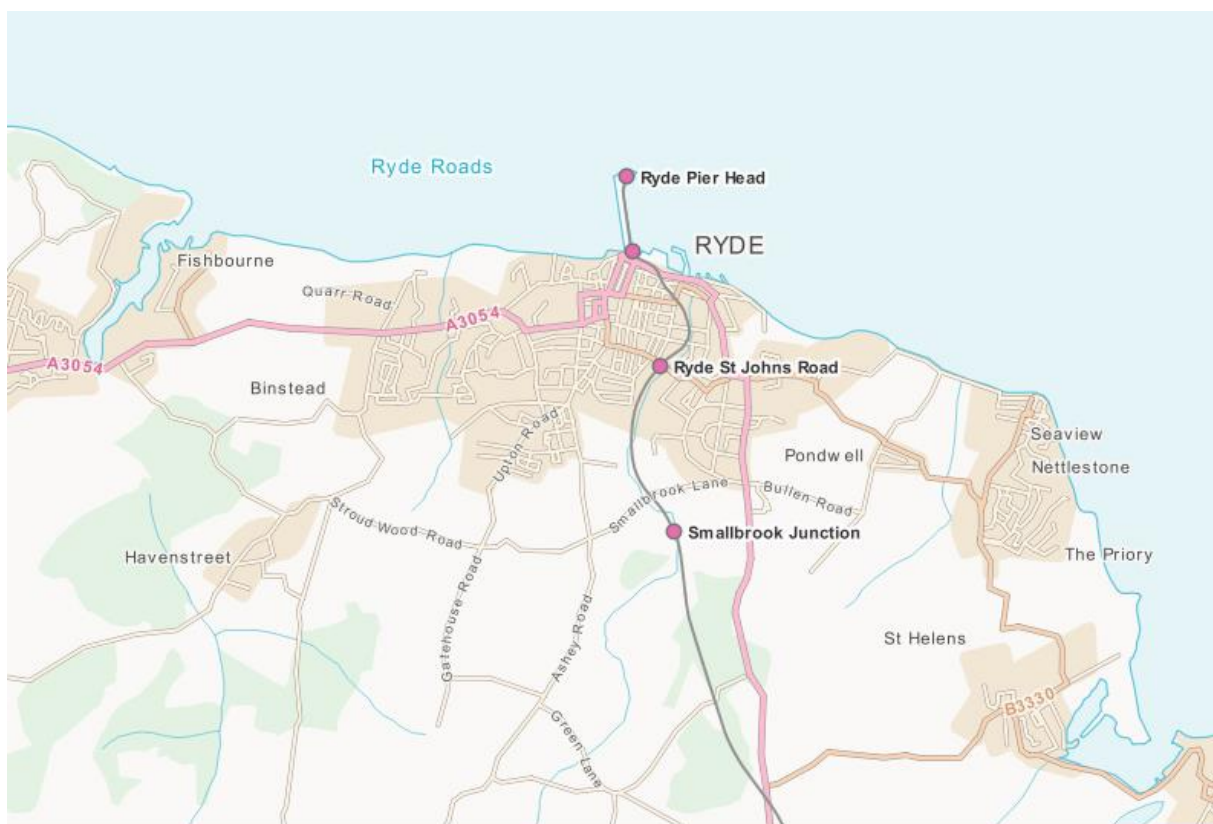 Ryde Roads
Ryde Pier Head
RYDE
Fishbourne
Quarr Road
A3054
A3054
Ryde St Johns Road
Binstead
Upton Road
Seaview
Pondwell
Nettlestone
Smallbrook Lane
Bullen Road
Stroud Wood Road
Smallbrook Junction
Havenstreet
The Priory
Gatehouse Road
Ashey Road
St Helens
B3330
Green Lane